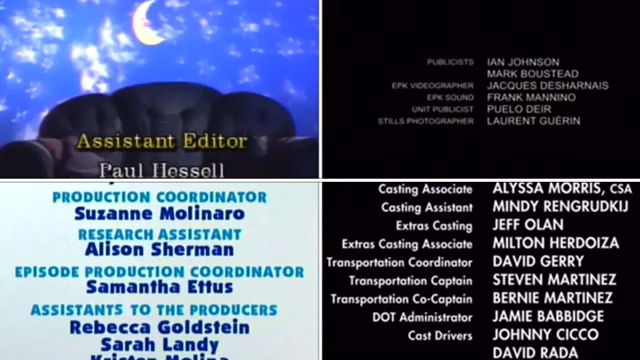 Assistant Editor
Paul Hessell
PUBLICISTS IAN JOHNSON
MARK BOUSTEAD
EPK VIDEOGRAPHER JACQUES DESHARNAIS
EPK SOUND FRANK MANNINO
UNIT PUBLICIST PUELO DEIR
STILLS PHOTOGRAPHER LAURENT GUÉRIN
PRODUCTION COORDINATOR
Suzanne Molinaro
RESEARCH ASSISTANT
Alison Sherman
EPISODE PRODUCTION COORDINATOR
Samantha Ettus
ASSISTANTS TO THE PRODUCERS
Rebecca Goldstein
Sarah Landy
Kristen Molina
Casting Associate ALYSSA MORRIS, CSA
Casting Assistant MINDY RENGRUDKIJ
Extras Casting JEFF OLAN
Extras Casting Associate MILTON HERDOIZA
Transportation Coordinator DAVID GERRY
Transportation Captain STEVEN MARTINEZ
Transportation Co-Captain BERNIE MARTINEZ
DOT Administrator JAMIE BABBIDGE
Cast Drivers JOHNNY CICCO
DAVID RADA